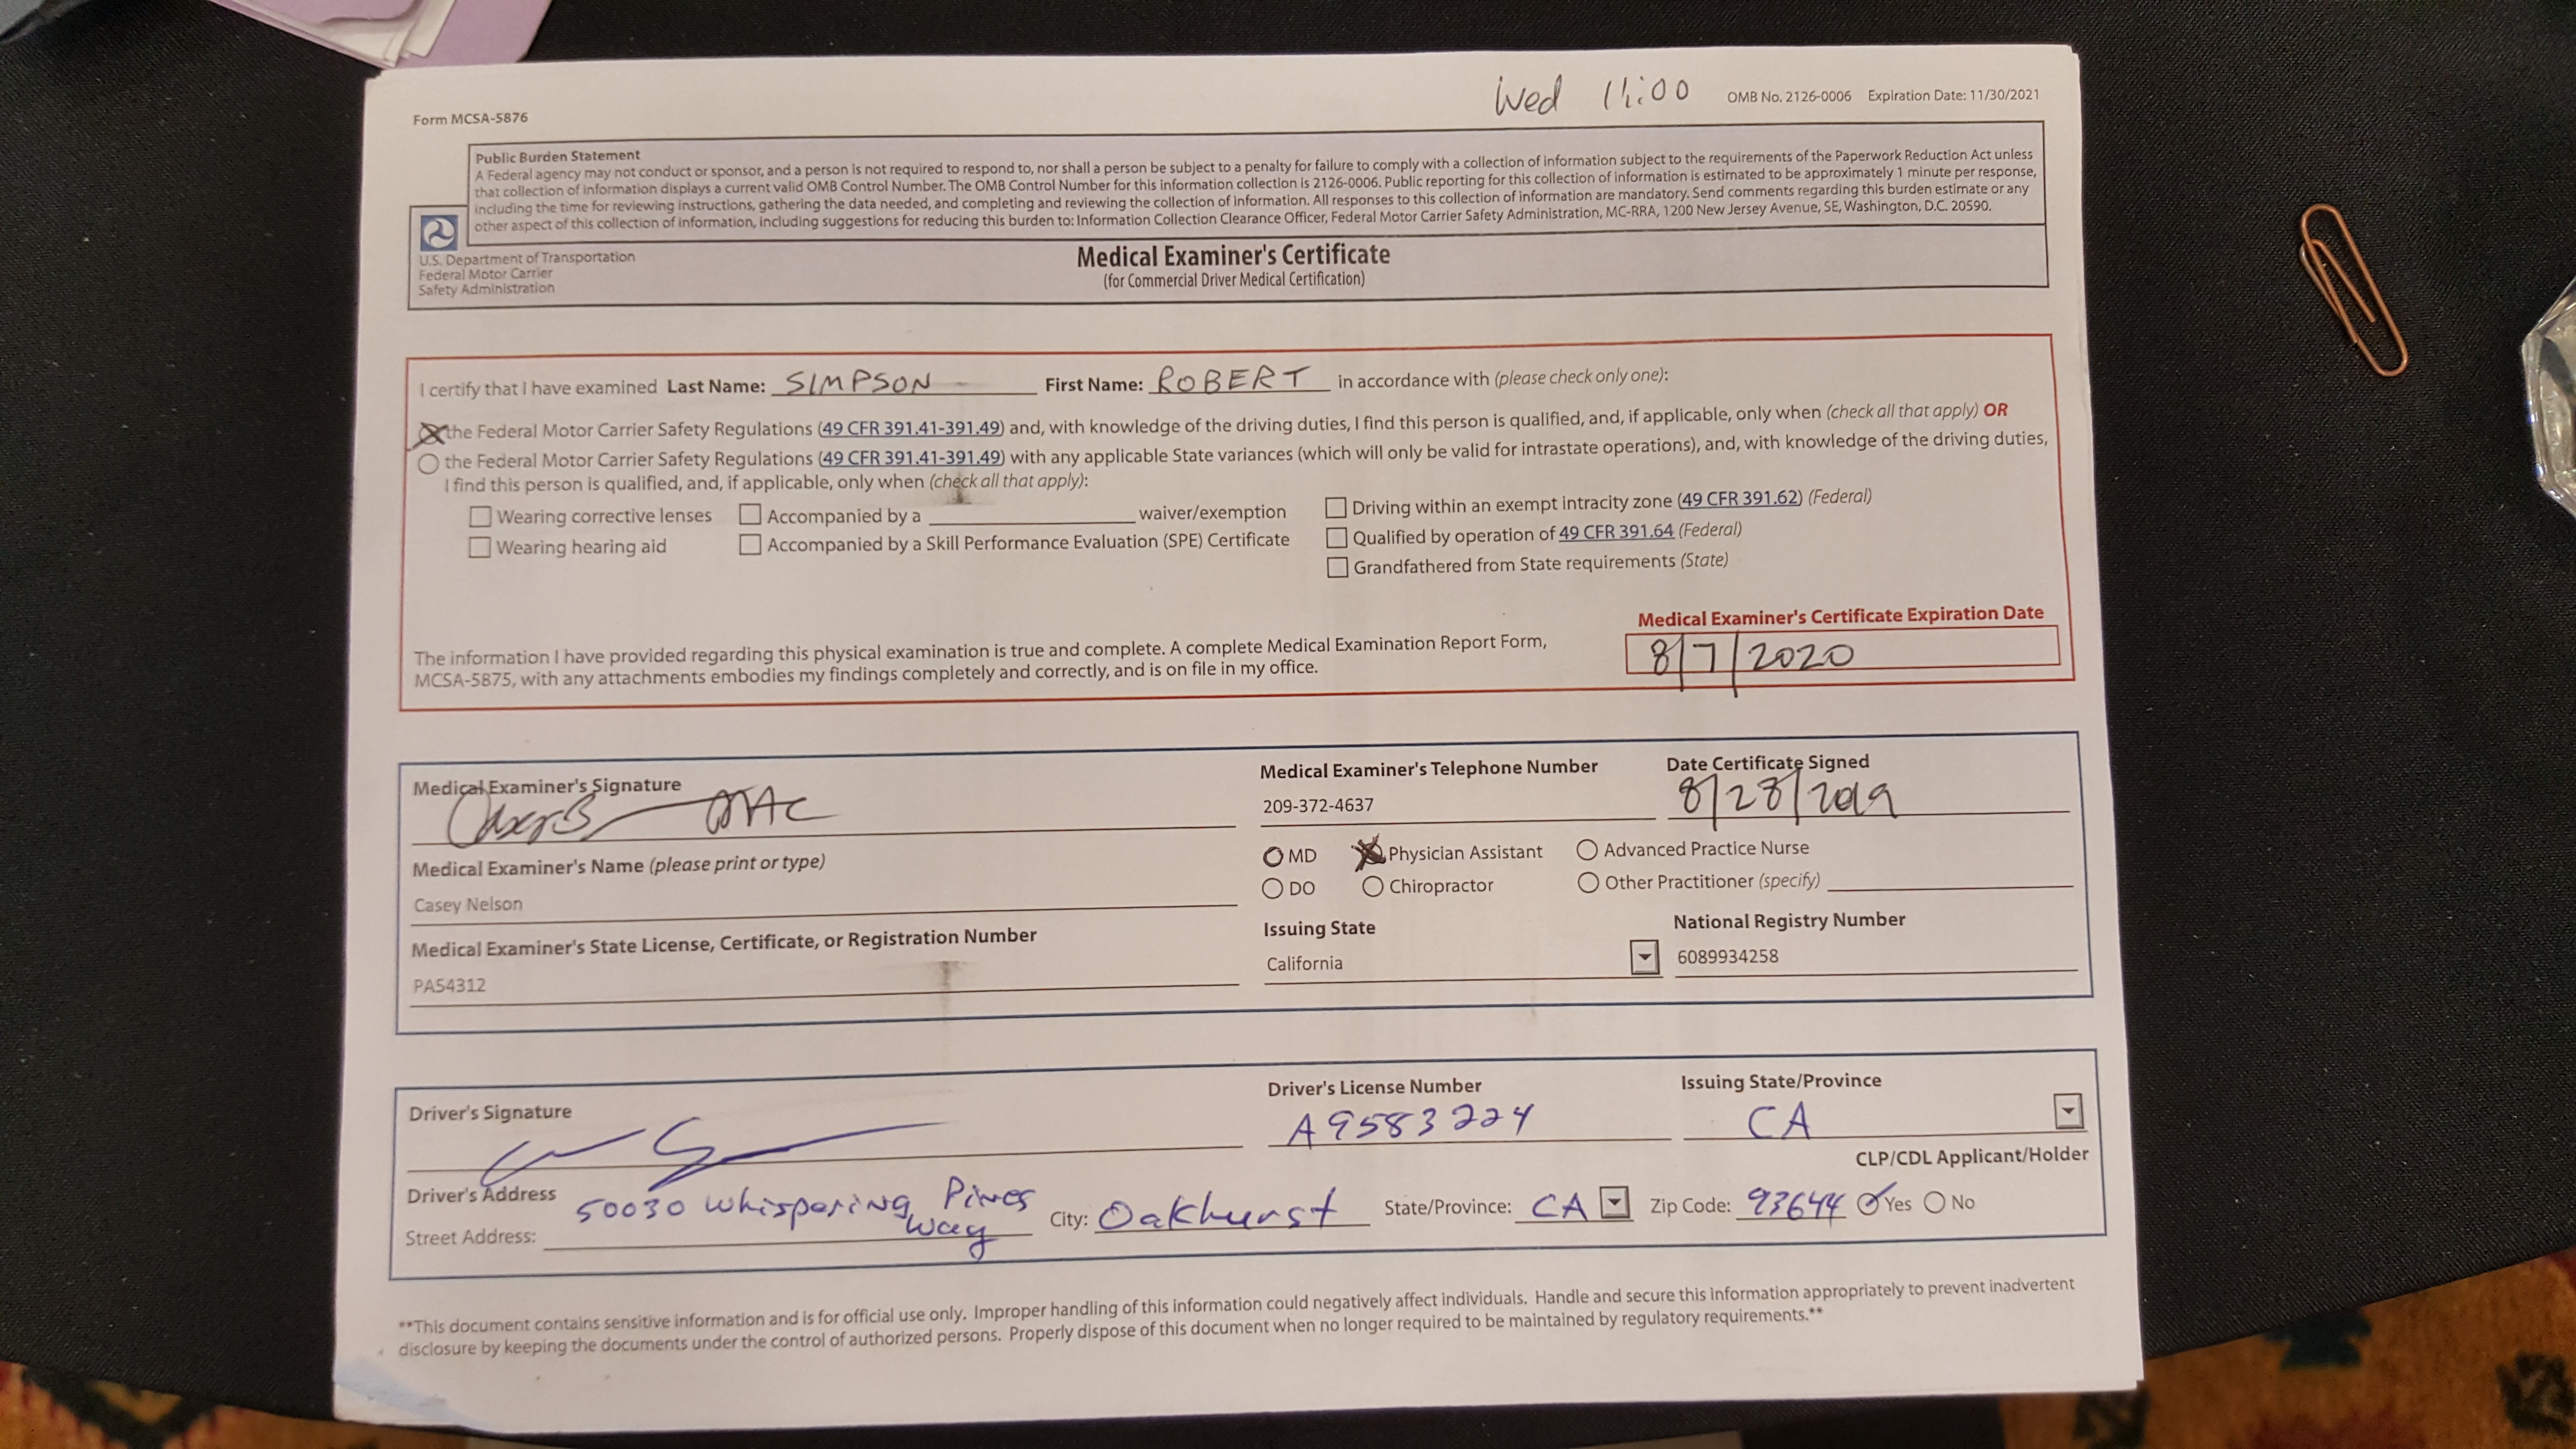 Wed 11:00
Form MCSA-5876
OMB No. 2126-0006 Expiration Date: 11/30/2021
Public Burden Statement
A Federal agency may not conduct or sponsor, and a person is not required to respond to, nor shall a person be subject to a penalty for failure to comply with a collection of information subject to the requirements of the Paperwork Reduction Act unless
that collection of information displays a current valid OMB Control Number. The OMB Control Number for this information collection is 2126-0006. Public reporting for this collection of information is estimated to be approximately 1 minute per response,
including the time for reviewing instructions, gathering the data needed, and completing and reviewing the collection of information. All responses to this collection of information are mandatory. Send comments regarding this burden estimate or any
other aspect of this collection of information, including suggestions for reducing this burden to: Information Collection Clearance Officer, Federal Motor Carrier Safety Administration, MC-RRA, 1200 New Jersey Avenue, SE, Washington, D.C. 20590.
U.S. Department of Transportation
Federal Motor Carrier
Safety Administration
Medical Examiner's Certificate
(for Commercial Driver Medical Certification)
I certify that I have examined Last Name: SIMPSON First Name: ROBERT in accordance with (please check only one):
the Federal Motor Carrier Safety Regulations (49 CFR 391.41-391.49) and, with knowledge of the driving duties, I find this person is qualified, and, if applicable, only when (check all that apply) OR
the Federal Motor Carrier Safety Regulations (49 CFR 391.41-391.49) with any applicable State variances (which will only be valid for intrastate operations), and, with knowledge of the driving duties,
I find this person is qualified, and, if applicable, only when (check all that apply):
Wearing corrective lenses Accompanied by a waiver/exemption Driving within an exempt intracity zone (49 CFR 391.62) (Federal)
Wearing hearing aid Accompanied by a Skill Performance Evaluation (SPE) Certificate Qualified by operation of 49 CFR 391.64 (Federal)
Grandfathered from State requirements (State)
Medical Examiner's Certificate Expiration Date
8/7/2020
The information I have provided regarding this physical examination is true and complete. A complete Medical Examination Report Form,
MCSA-5875, with any attachments embodies my findings completely and correctly, and is on file in my office.
Medical Examiner's Signature Medical Examiner's Telephone Number Date Certificate Signed
209-372-4637 8/28/2019
Medical Examiner's Name (please print or type) MD Physician Assistant Advanced Practice Nurse
Casey Nelson DO Chiropractor Other Practitioner (specify)
Medical Examiner's State License, Certificate, or Registration Number Issuing State National Registry Number
PA54312 California 6089934258
Driver's Signature Driver's License Number Issuing State/Province
A9583224 CA
CLP/CDL Applicant/Holder
Driver's Address
Street Address: 50030 Whispering Pines Way City: Oakhurst State/Province: CA Zip Code: 93644 Yes No
**This document contains sensitive information and is for official use only. Improper handling of this information could negatively affect individuals. Handle and secure this information appropriately to prevent inadvertent
disclosure by keeping the documents under the control of authorized persons. Properly dispose of this document when no longer required to be maintained by regulatory requirements.**